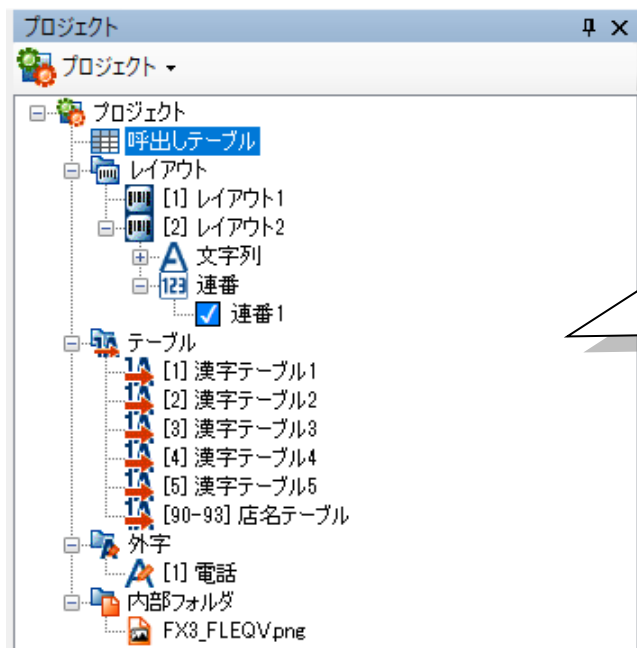 プロジェクト
プロジェクト
プロジェクト
呼出しテーブル
レイアウト
[1] レイアウト1
[2] レイアウト2
文字列
123 連番
連番1
テーブル
[1] 漢字テーブル1
[2] 漢字テーブル2
[3] 漢字テーブル3
[4] 漢字テーブル4
[5] 漢字テーブル5
[90-93] 店名テーブル
外字
[1] 電話
内部フォルダ
FX3_FLEQV.png